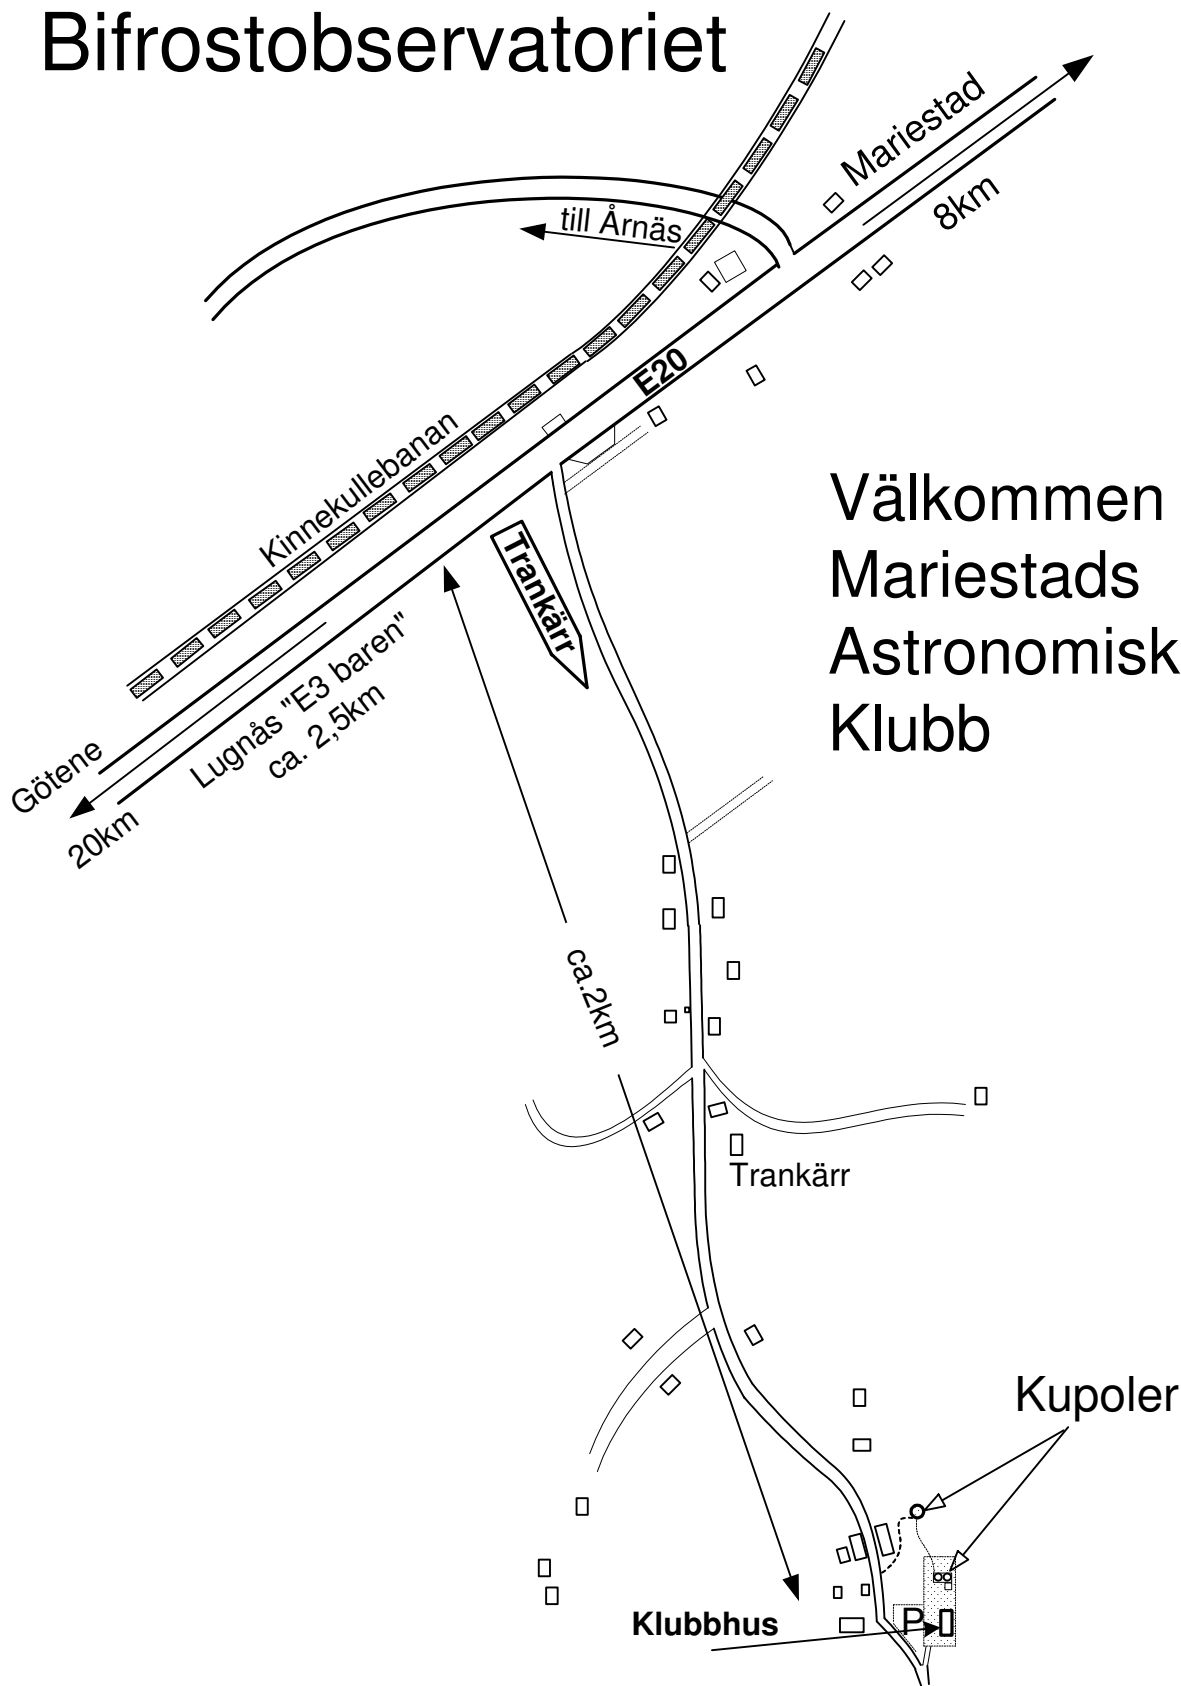 Bifrostobservatoriet
Mariestad
8km
till Årnäs
E20
Kinnekullebanan
Välkommen
Mariestads
Astronomisk
Klubb
Trankärr
Lugnås "E3 baren"
ca. 2,5km
Götene
20km
ca.2km
Trankärr
Kupoler
Klubbhus
P